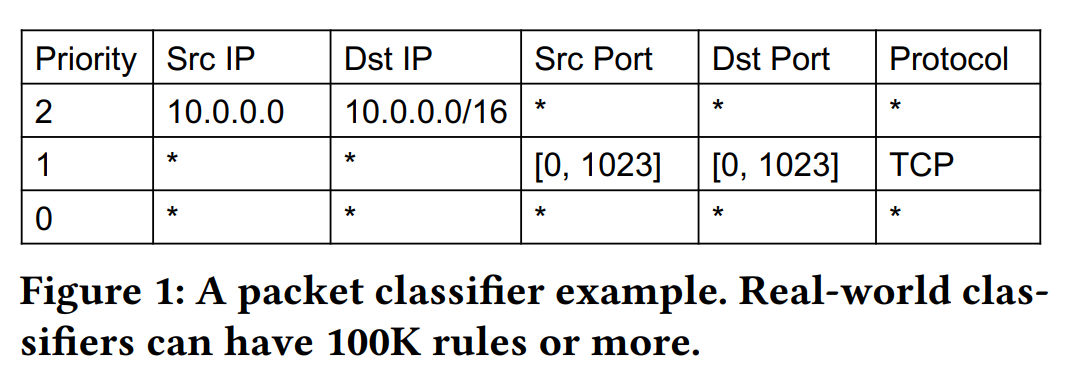 Priority Src IP Dst IP Src Port Dst Port Protocol
2 10.0.0.0 10.0.0.0/16 * * *
1 * * [0, 1023] [0, 1023] TCP
0 * * * * *
Figure 1: A packet classifier example. Real-world clas-
sifiers can have 100K rules or more.